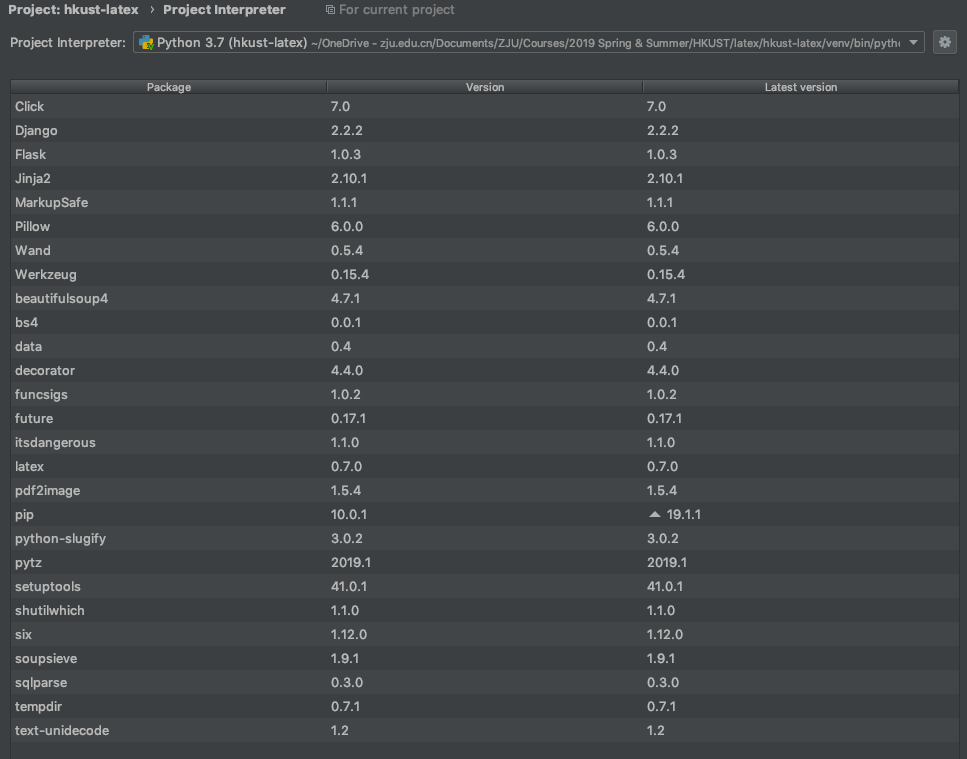 Project: hkust-latex › Project Interpreter For current project
Project Interpreter: Python 3.7 (hkust-latex) ~/OneDrive - zju.edu.cn/Documents/ZJU/Courses/2019 Spring & Summer/HKUST/latex/hkust-latex/venv/bin/pyth
Package Version Latest version
Click 7.0 7.0
Django 2.2.2 2.2.2
Flask 1.0.3 1.0.3
Jinja2 2.10.1 2.10.1
MarkupSafe 1.1.1 1.1.1
Pillow 6.0.0 6.0.0
Wand 0.5.4 0.5.4
Werkzeug 0.15.4 0.15.4
beautifulsoup4 4.7.1 4.7.1
bs4 0.0.1 0.0.1
data 0.4 0.4
decorator 4.4.0 4.4.0
funcsigs 1.0.2 1.0.2
future 0.17.1 0.17.1
itsdangerous 1.1.0 1.1.0
latex 0.7.0 0.7.0
pdf2image 1.5.4 1.5.4
pip 10.0.1 ▲ 19.1.1
python-slugify 3.0.2 3.0.2
pytz 2019.1 2019.1
setuptools 41.0.1 41.0.1
shutilwhich 1.1.0 1.1.0
six 1.12.0 1.12.0
soupsieve 1.9.1 1.9.1
sqlparse 0.3.0 0.3.0
tempdir 0.7.1 0.7.1
text-unidecode 1.2 1.2